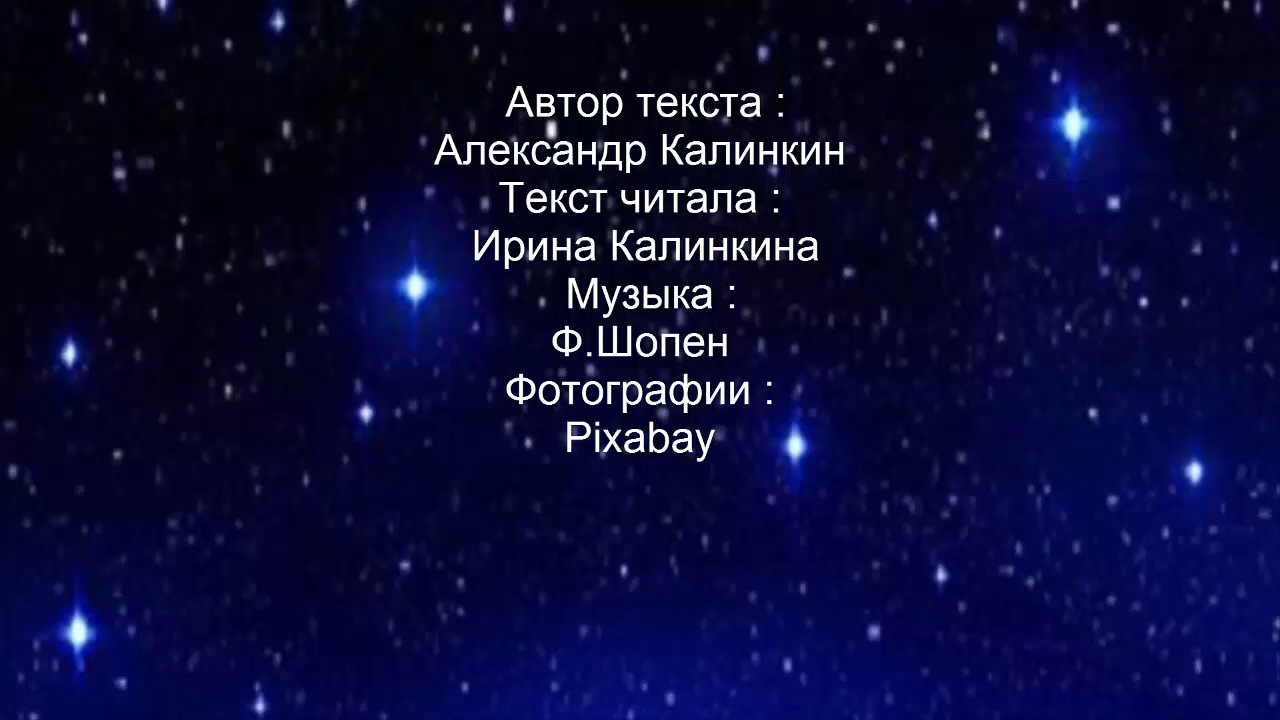 Автор текста :
Александр Калинкин
Текст читала :
Ирина Калинкина
Музыка :
Ф.Шопен
Фотографии :
Pixabay